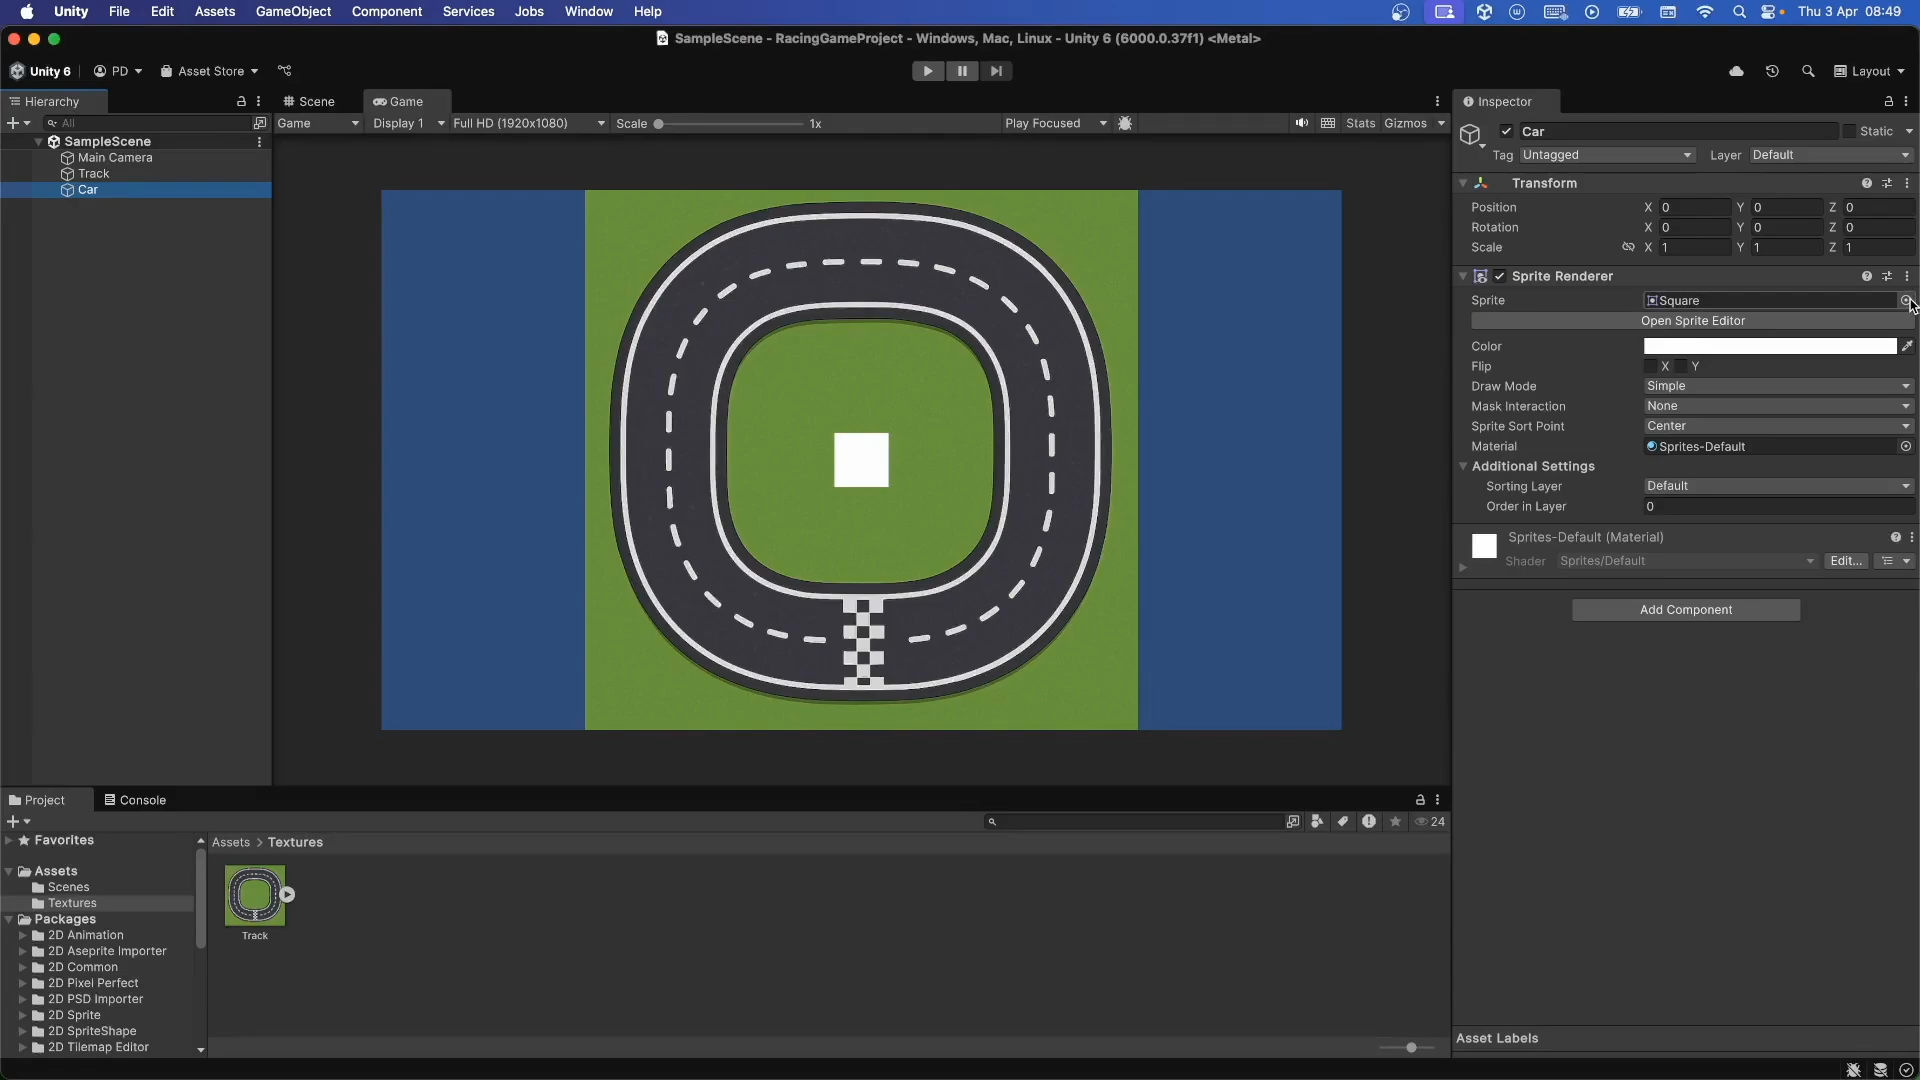 Unity File Edit Assets GameObject Component Services Jobs Window Help Thu 3 Apr 08:49
SampleScene - RacingGameProject - Windows, Mac, Linux - Unity 6 (6000.0.37f1) <Metal>
Unity 6 PD Asset Store Layout
Hierarchy Scene Game Inspector
All Game Display 1 Full HD (1920x1080) Scale 1x Play Focused Stats Gizmos
Car Static
SampleScene
Main Camera
Track
Car
Tag Untagged Layer Default
Transform
Position X 0 Y 0 Z 0
Rotation X 0 Y 0 Z 0
Scale X 1 Y 1 Z 1
Sprite Renderer
Sprite Square
Open Sprite Editor
Color
Flip X Y
Draw Mode Simple
Mask Interaction None
Sprite Sort Point Center
Material Sprites-Default
Additional Settings
Sorting Layer Default
Order in Layer 0
Sprites-Default (Material)
Shader Sprites/Default Edit...
Add Component
Project Console
24
Favorites
Assets
Scenes
Textures
Packages
2D Animation
2D Aseprite Importer
2D Common
2D Pixel Perfect
2D PSD Importer
2D Sprite
2D SpriteShape
2D Tilemap Editor
Assets > Textures
Track
Asset Labels